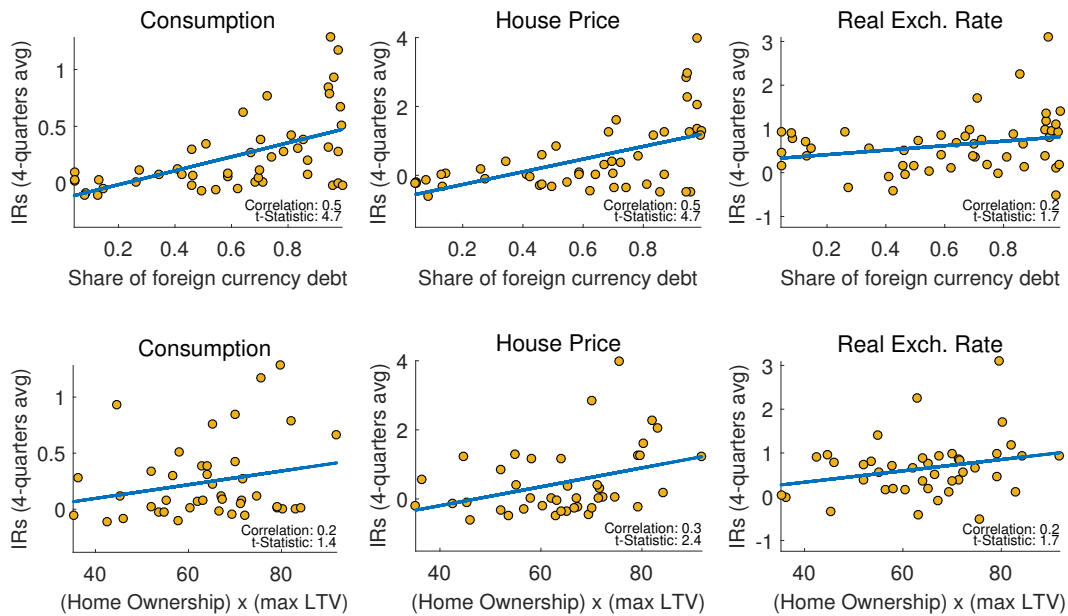 Consumption
House Price
Real Exch. Rate
IRs (4-quarters avg)
1
0.5
0
Correlation: 0.5
t-Statistic: 4.7
0.2 0.4 0.6 0.8
Share of foreign currency debt
IRs (4-quarters avg)
4
2
0
Correlation: 0.5
t-Statistic: 4.7
0.2 0.4 0.6 0.8
Share of foreign currency debt
IRs (4-quarters avg)
3
2
1
0
-1
Correlation: 0.2
t-Statistic: 1.7
0.2 0.4 0.6 0.8
Share of foreign currency debt
Consumption
House Price
Real Exch. Rate
IRs (4-quarters avg)
1
0.5
0
Correlation: 0.2
t-Statistic: 1.4
40 60 80
(Home Ownership) x (max LTV)
IRs (4-quarters avg)
4
2
0
Correlation: 0.3
t-Statistic: 2.4
40 60 80
(Home Ownership) x (max LTV)
IRs (4-quarters avg)
3
2
1
0
-1
Correlation: 0.2
t-Statistic: 1.7
40 60 80
(Home Ownership) x (max LTV)